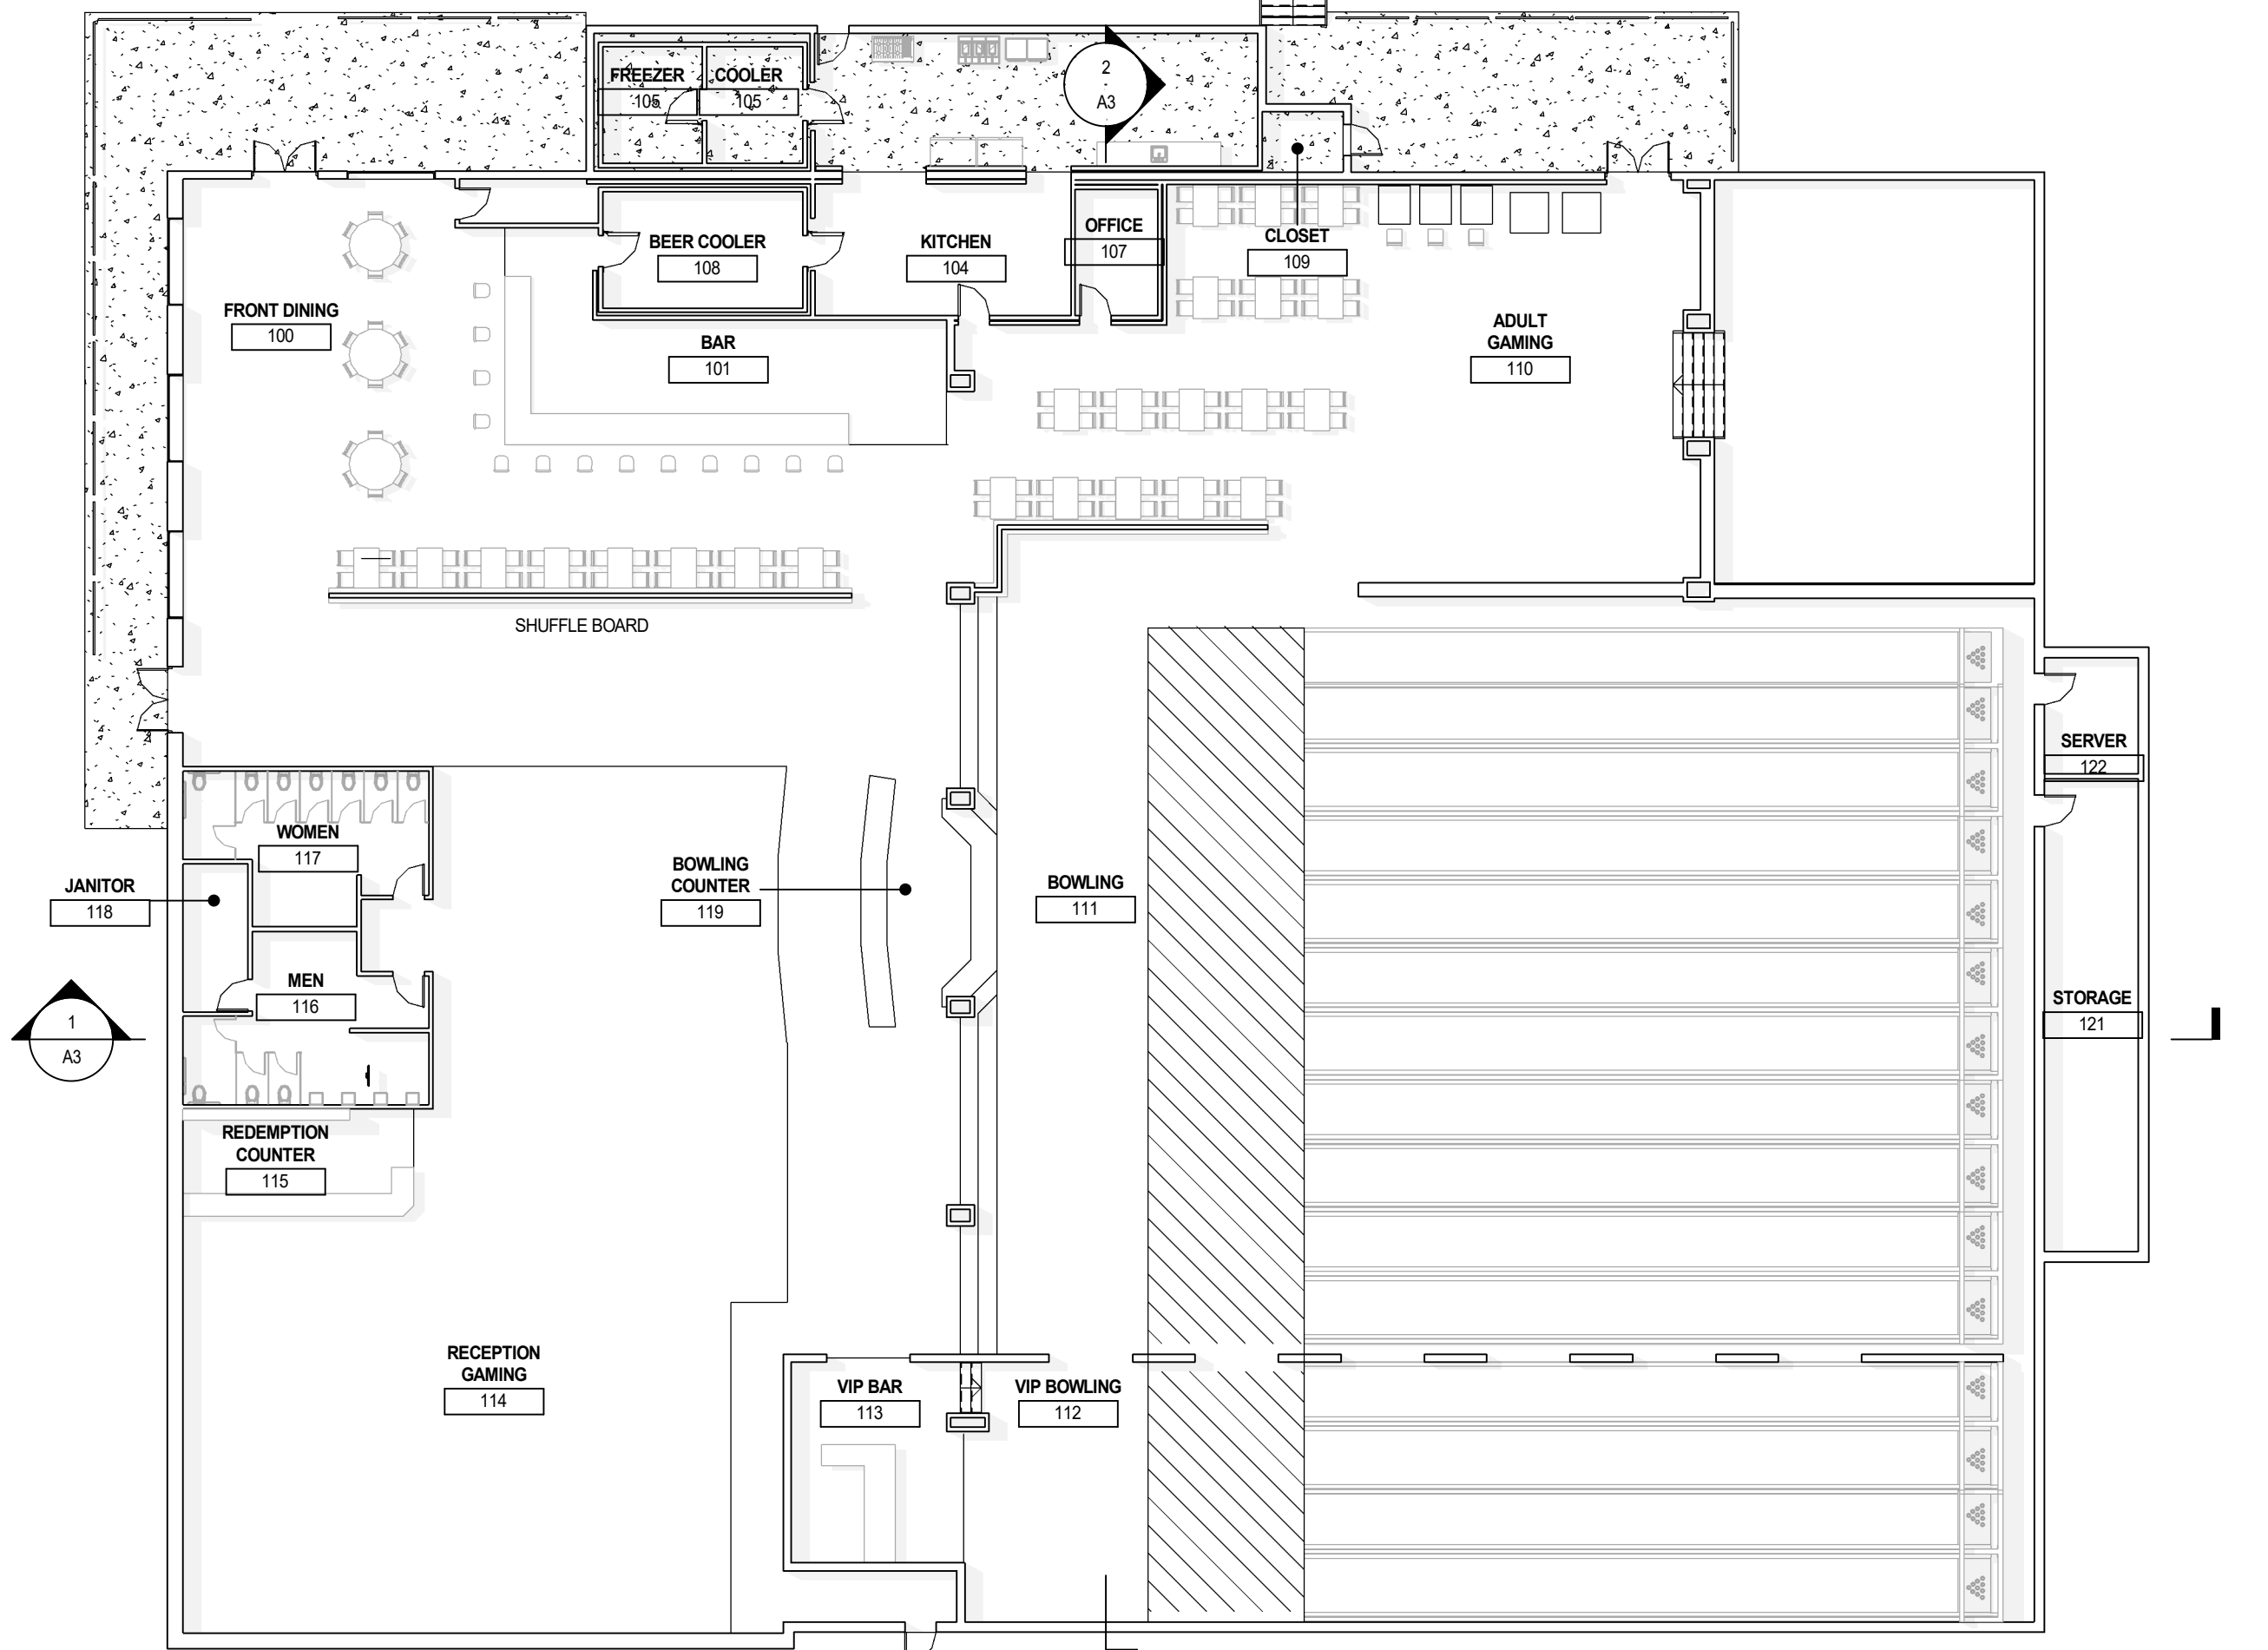 FREEZER
105
COOLER
105
2
A3
BEER COOLER
108
KITCHEN
104
OFFICE
107
CLOSET
109
FRONT DINING
100
BAR
101
ADULT
GAMING
110
SHUFFLE BOARD
SERVER
122
WOMEN
117
JANITOR
118
BOWLING
COUNTER
119
BOWLING
111
MEN
116
1
A3
STORAGE
121
REDEMPTION
COUNTER
115
RECEPTION
GAMING
114
VIP BAR
113
VIP BOWLING
112